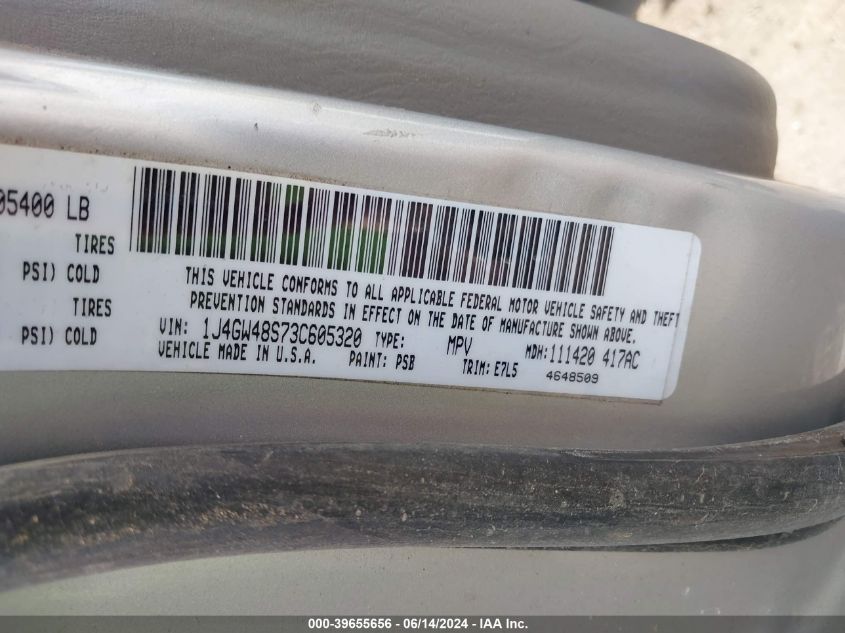 05400 LB
TIRES
PSI) COLD
TIRES
PSI) COLD
THIS VEHICLE CONFORMS TO ALL APPLICABLE FEDERAL MOTOR VEHICLE SAFETY AND THEFT
PREVENTION STANDARDS IN EFFECT ON THE DATE OF MANUFACTURE SHOWN ABOVE.
VIN: 1J4GW48S73C605320 TYPE: MPV MDH: 111420 417AC
VEHICLE MADE IN U.S.A. PAINT: PSB TRIM: E7L5
4648509
000-39655656 - 06/14/2024 - IAA Inc.